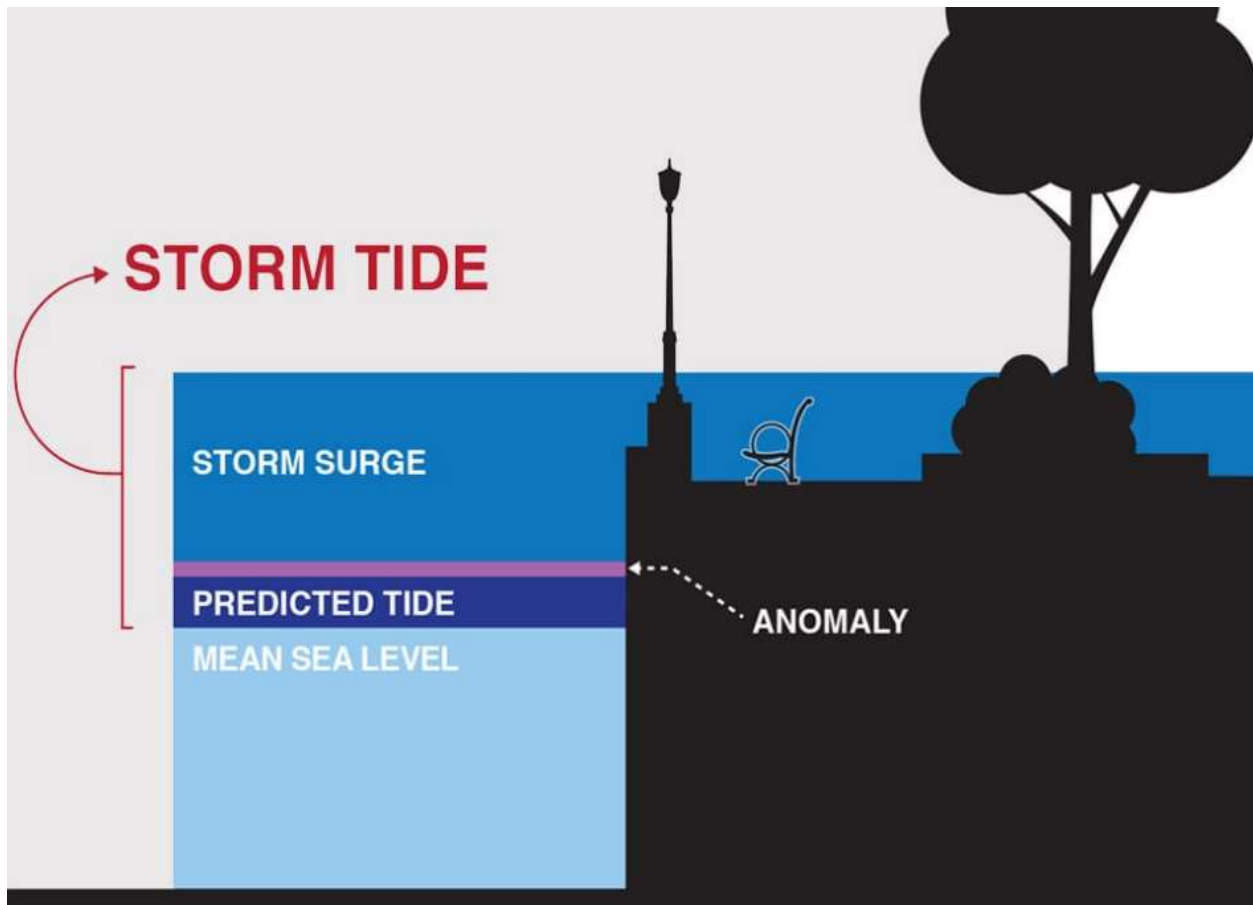 STORM TIDE
STORM SURGE
PREDICTED TIDE
ANOMALY
MEAN SEA LEVEL